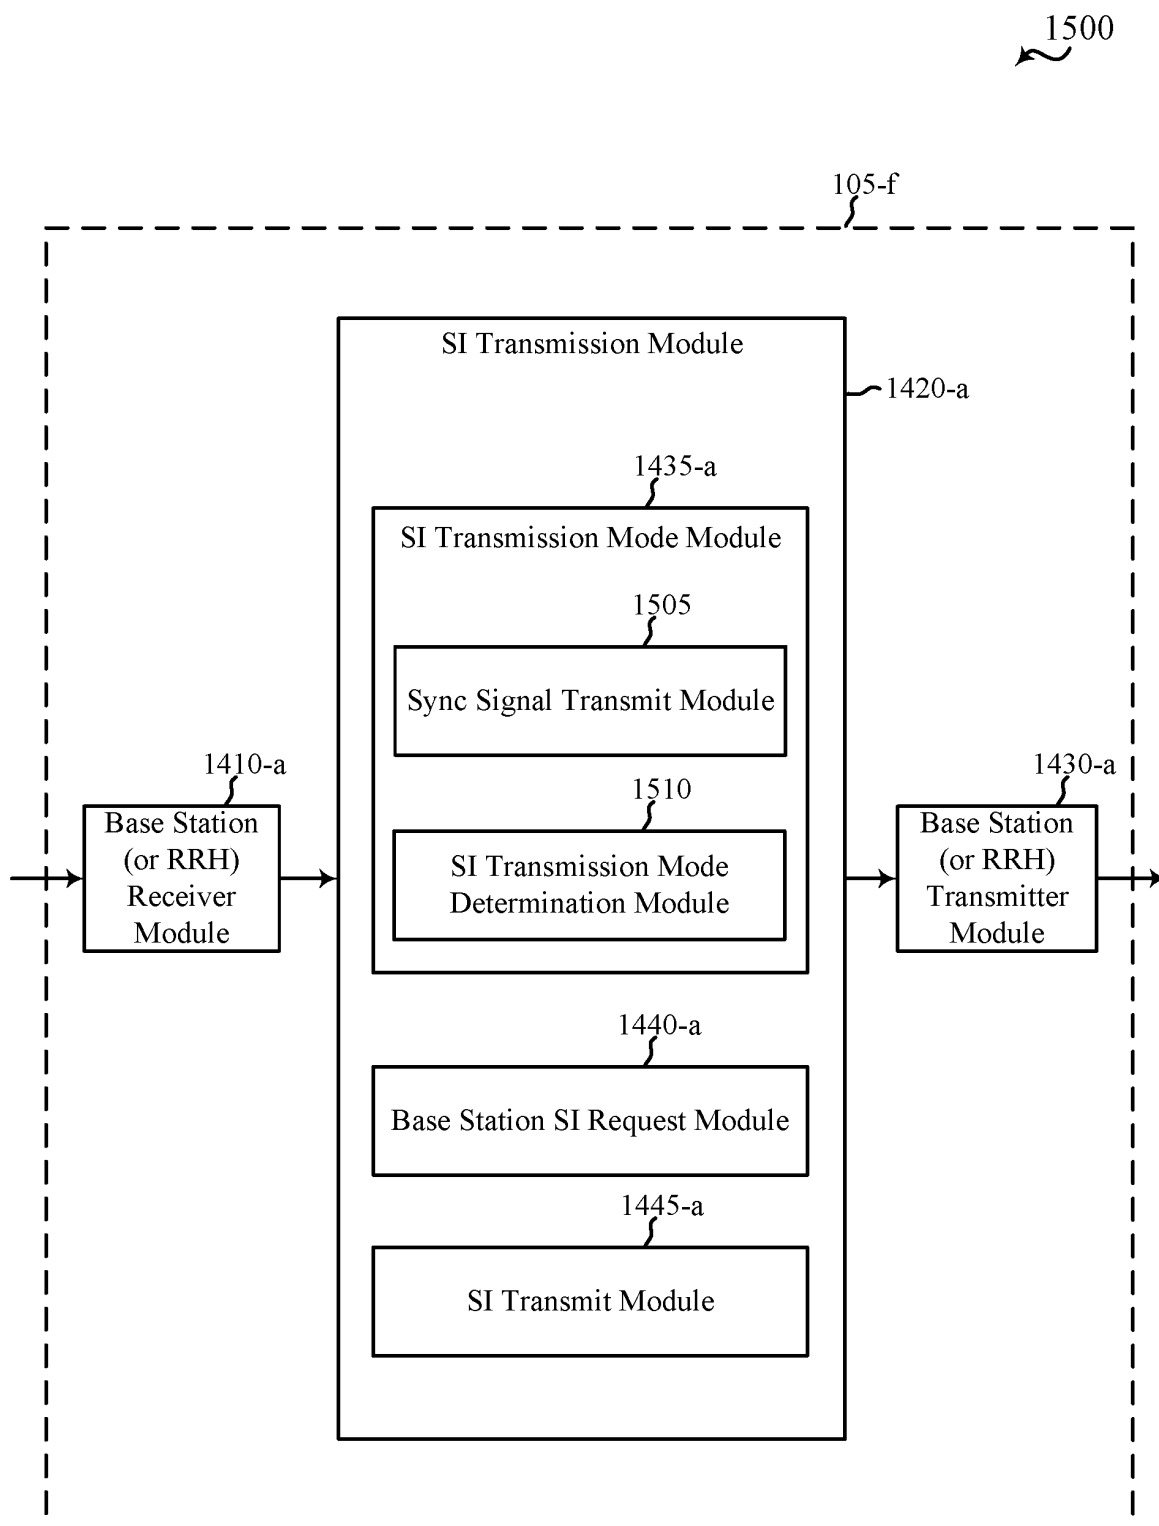 1500
105-f
SI Transmission Module
1420-a
1435-a
SI Transmission Mode Module
1505
Sync Signal Transmit Module
1410-a
Base Station
(or RRH)
Receiver
Module
1510
SI Transmission Mode
Determination Module
1430-a
Base Station
(or RRH)
Transmitter
Module
1440-a
Base Station SI Request Module
1445-a
SI Transmit Module